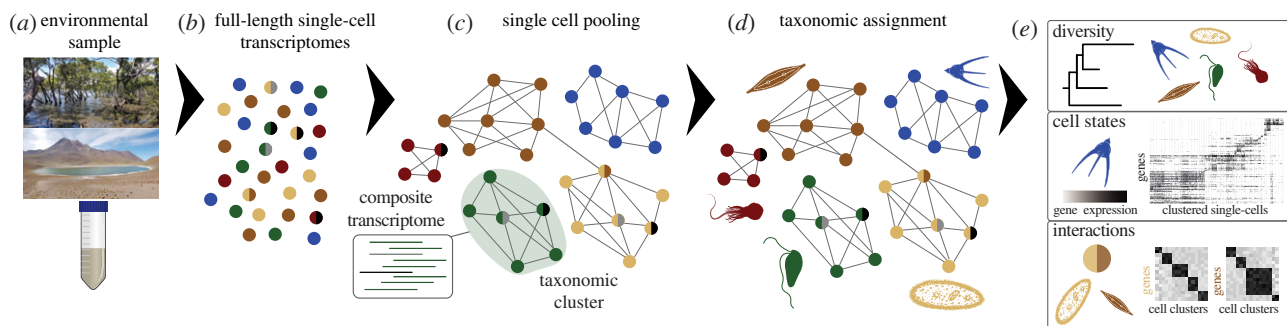 (a) environmental
sample
(b) full-length single-cell
transcriptomes
(c) single cell pooling
composite
transcriptome
taxonomic
cluster
(d) taxonomic assignment
(e)
diversity
cell states
genes
gene expression
clustered single-cells
interactions
genes
cell clusters
genes
cell clusters